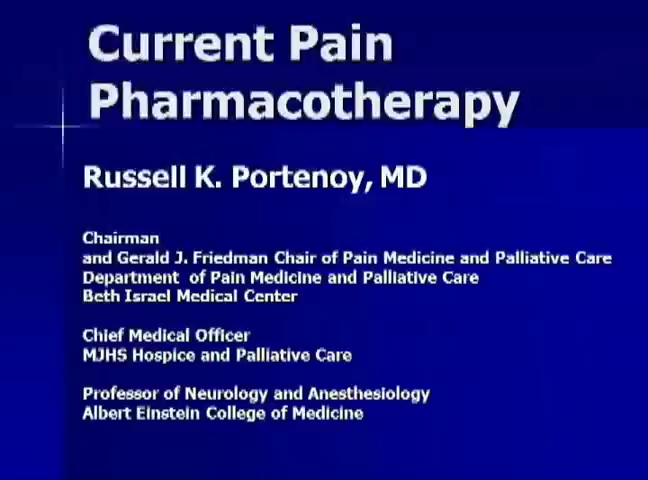 Current Pain
Pharmacotherapy
Russell K. Portenoy, MD
Chairman
and Gerald J. Friedman Chair of Pain Medicine and Palliative Care
Department of Pain Medicine and Palliative Care
Beth Israel Medical Center
Chief Medical Officer
MJHS Hospice and Palliative Care
Professor of Neurology and Anesthesiology
Albert Einstein College of Medicine